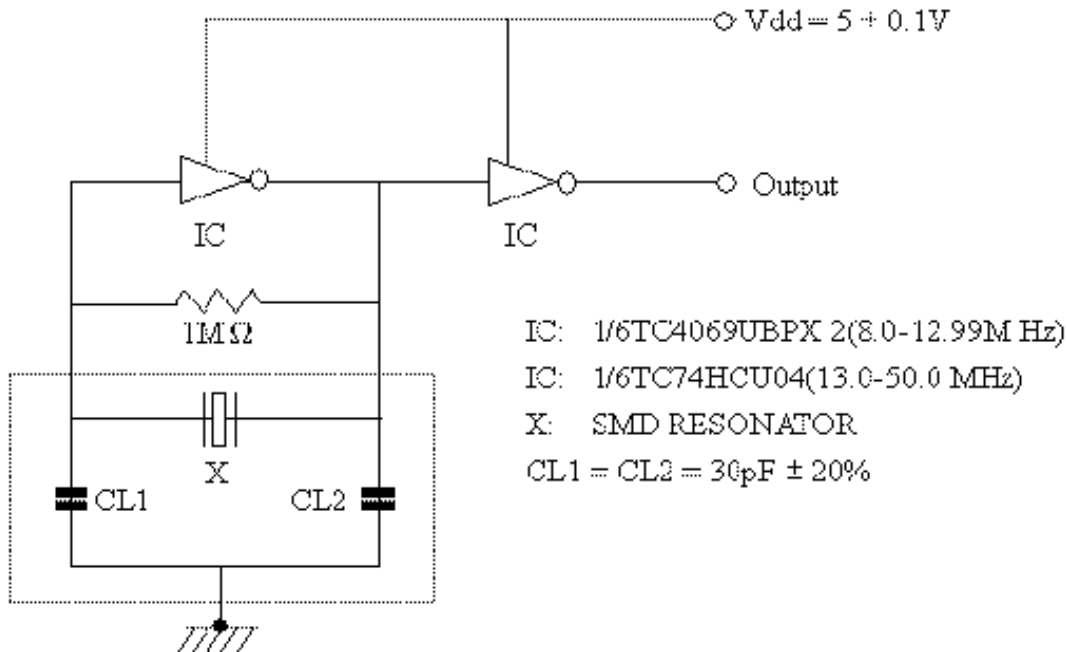 Vdd = 5 + 0.1V
Output
IC
IC
1MΩ
X
CL1
CL2
IC: 1/6TC4069UBPX 2(8.0-12.99M Hz)
IC: 1/6TC74HCU04(13.0-50.0 MHz)
X: SMD RESONATOR
CL1 = CL2 = 30pF ± 20%